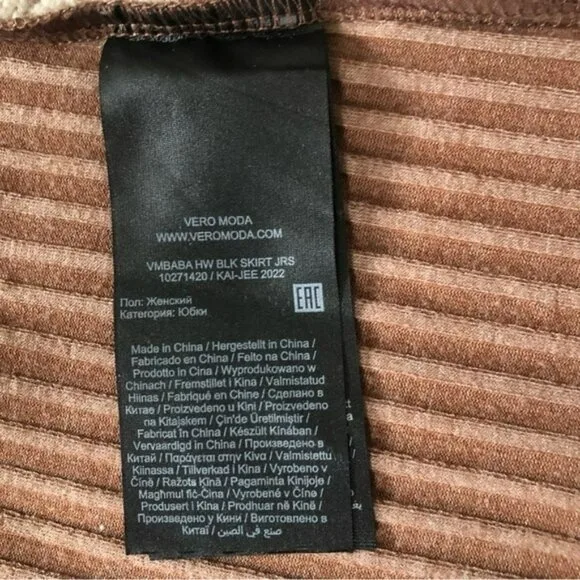 VERO MODA
WWW.VEROMODA.COM
VMBABA HW BLK SKIRT JRS
10271420 / KAI-JEE 2022
Пол: Женский
Категория: Юбки
EAC
Made in China / Hergestellt in China /
Fabricado en China / Feito na China /
Prodotto in Cina / Wyprodukowano w
Chinach / Fremstillet i Kina / Valmistatud
Hiinas / Fabriqué en Chine / Сделано в
Китае / Proizvedeno u Kini / Proizvedeno
na Kitajskem / Çin'de Üretilmiştir /
Fabricat în China / Készült Kínában /
Vervaardigd in China / Произведено в
Китай / Παράγεται στην Κίνα / Valmistettu
Kiinassa / Tillverkad i Kina / Vyrobeno v
Číně / Ražots Ķīnā / Pagaminta Kinijoje /
Magħmul fiċ-Ċina / Vyrobené v Číne /
Produsert i Kina / Prodhuar në Kinë /
Произведено у Кини / Виготовлено в
Китаї / صنع في الصين